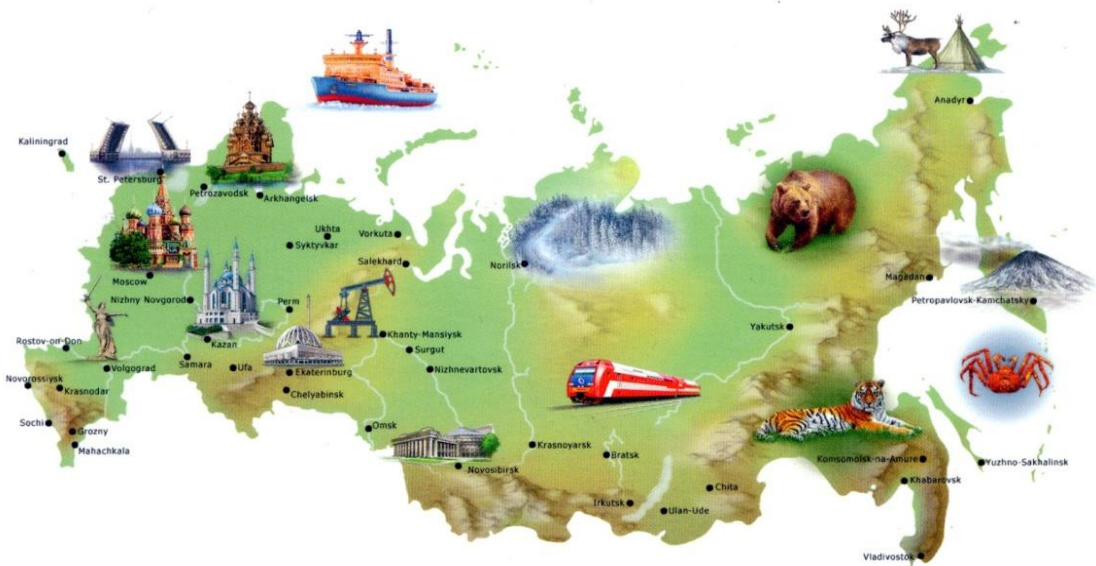 Anadyr
Kaliningrad
St. Petersburg
Petrozavodsk
Arkhangelsk
Ukhta
Vorkuta
Syktyvkar
Salekhard
Norilsk
Moscow
Magadan
Nizhny Novgorod
Perm
Petropavlovsk-Kamchatsky
Yakutsk
Khanty-Mansiysk
Rostov-on-Don
Kazan
Surgut
Samara
Ufa
Volgograd
Ekaterinburg
Nizhnevartovsk
Novorossiysk
Krasnodar
Chelyabinsk
Sochi
Grozny
Omsk
Mahachkala
Krasnoyarsk
Bratsk
Novosibirsk
Komsomolsk-na-Amure
Yuzhno-Sakhalinsk
Khabarovsk
Chita
Irkutsk
Ulan-Ude
Vladivostok